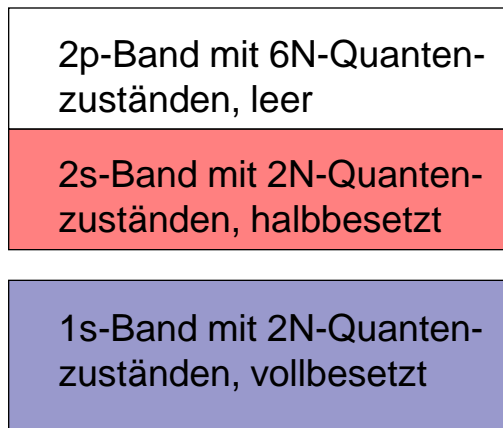 2p-Band mit 6N-Quanten-
zuständen, leer
2s-Band mit 2N-Quanten-
zuständen, halbbesetzt
1s-Band mit 2N-Quanten-
zuständen, vollbesetzt